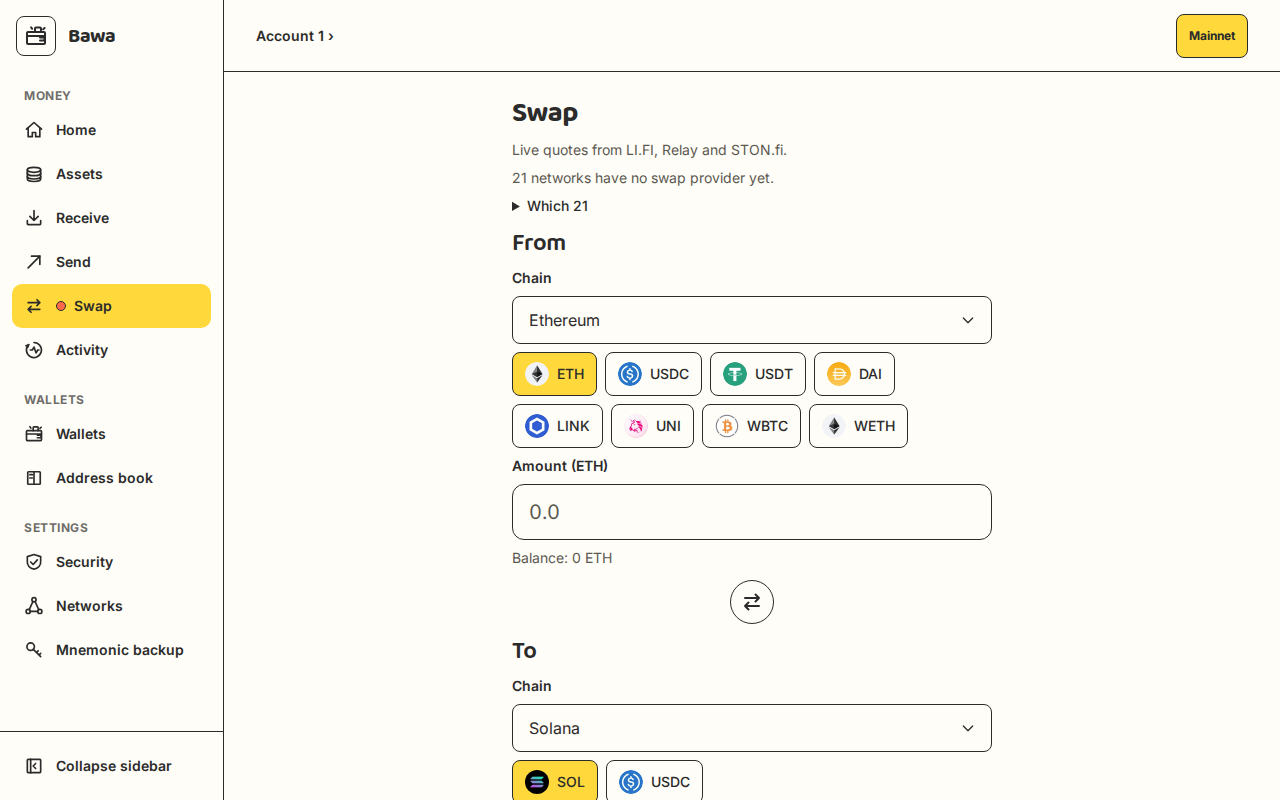 Bawa
Account 1 ›
Mainnet
MONEY
Home
Assets
Receive
Send
Swap
Activity
WALLETS
Wallets
Address book
SETTINGS
Security
Networks
Mnemonic backup
Collapse sidebar
Swap
Live quotes from LI.FI, Relay and STON.fi.
21 networks have no swap provider yet.
Which 21
From
Chain
Ethereum
ETH USDC USDT DAI
LINK UNI WBTC WETH
Amount (ETH)
0.0
Balance: 0 ETH
To
Chain
Solana
SOL USDC